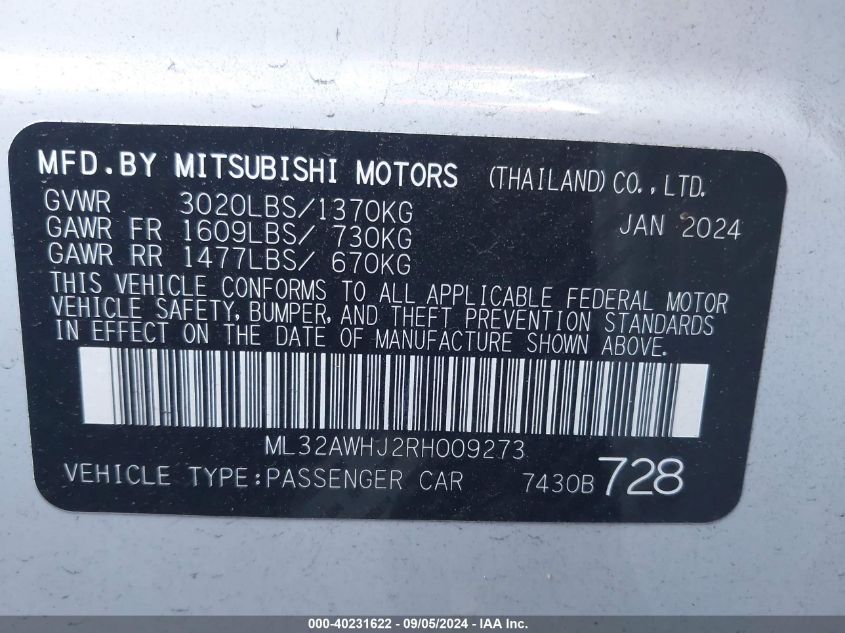 MFD.BY MITSUBISHI MOTORS (THAILAND)CO.,LTD.
GVWR 3020LBS/1370KG JAN 2024
GAWR FR 1609LBS/ 730KG
GAWR RR 1477LBS/ 670KG
THIS VEHICLE CONFORMS TO ALL APPLICABLE FEDERAL MOTOR
VEHICLE SAFETY, BUMPER, AND THEFT PREVENTION STANDARDS
IN EFFECT ON THE DATE OF MANUFACTURE SHOWN ABOVE.
ML32AWHJ2RH009273
VEHICLE TYPE:PASSENGER CAR 7430B 728
000-40231622 - 09/05/2024 - IAA Inc.